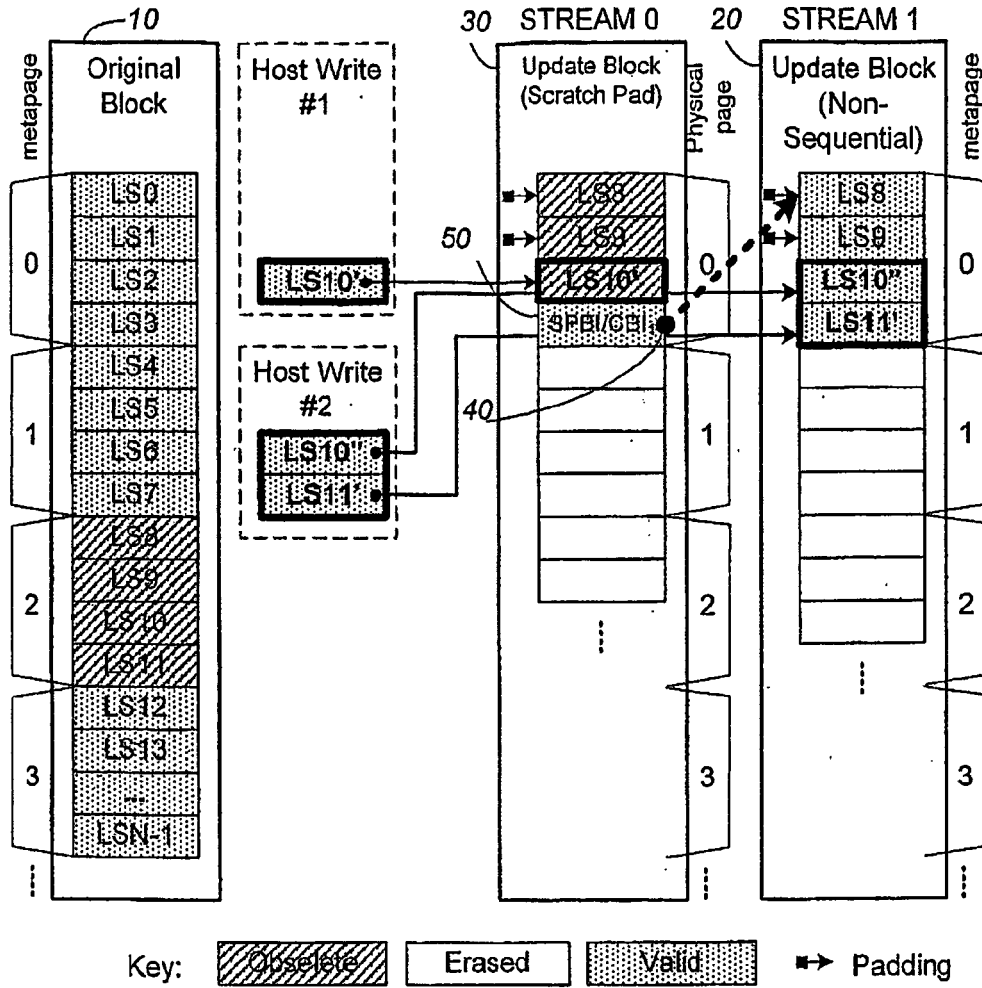 10
30
STREAM 0
20
STREAM 1
metapage
Original
Block
Host Write
#1
Update Block
(Scratch Pad)
Physical
page
Update Block
(Non-
Sequential)
metapage
0
LS0
LS1
LS2
LS3
LS10'
50
LS8
LS9
LS10'
SPBI/CBI
0
LS8
LS9
LS10"
LS11'
0
1
LS4
LS5
LS6
LS7
Host Write
#2
LS10"
LS11'
40
1
1
2
LS8
LS9
LS10
LS11
2
2
3
LS12
LS13
...
LSN-1
3
3
Key:
Obselete
Erased
Valid
Padding